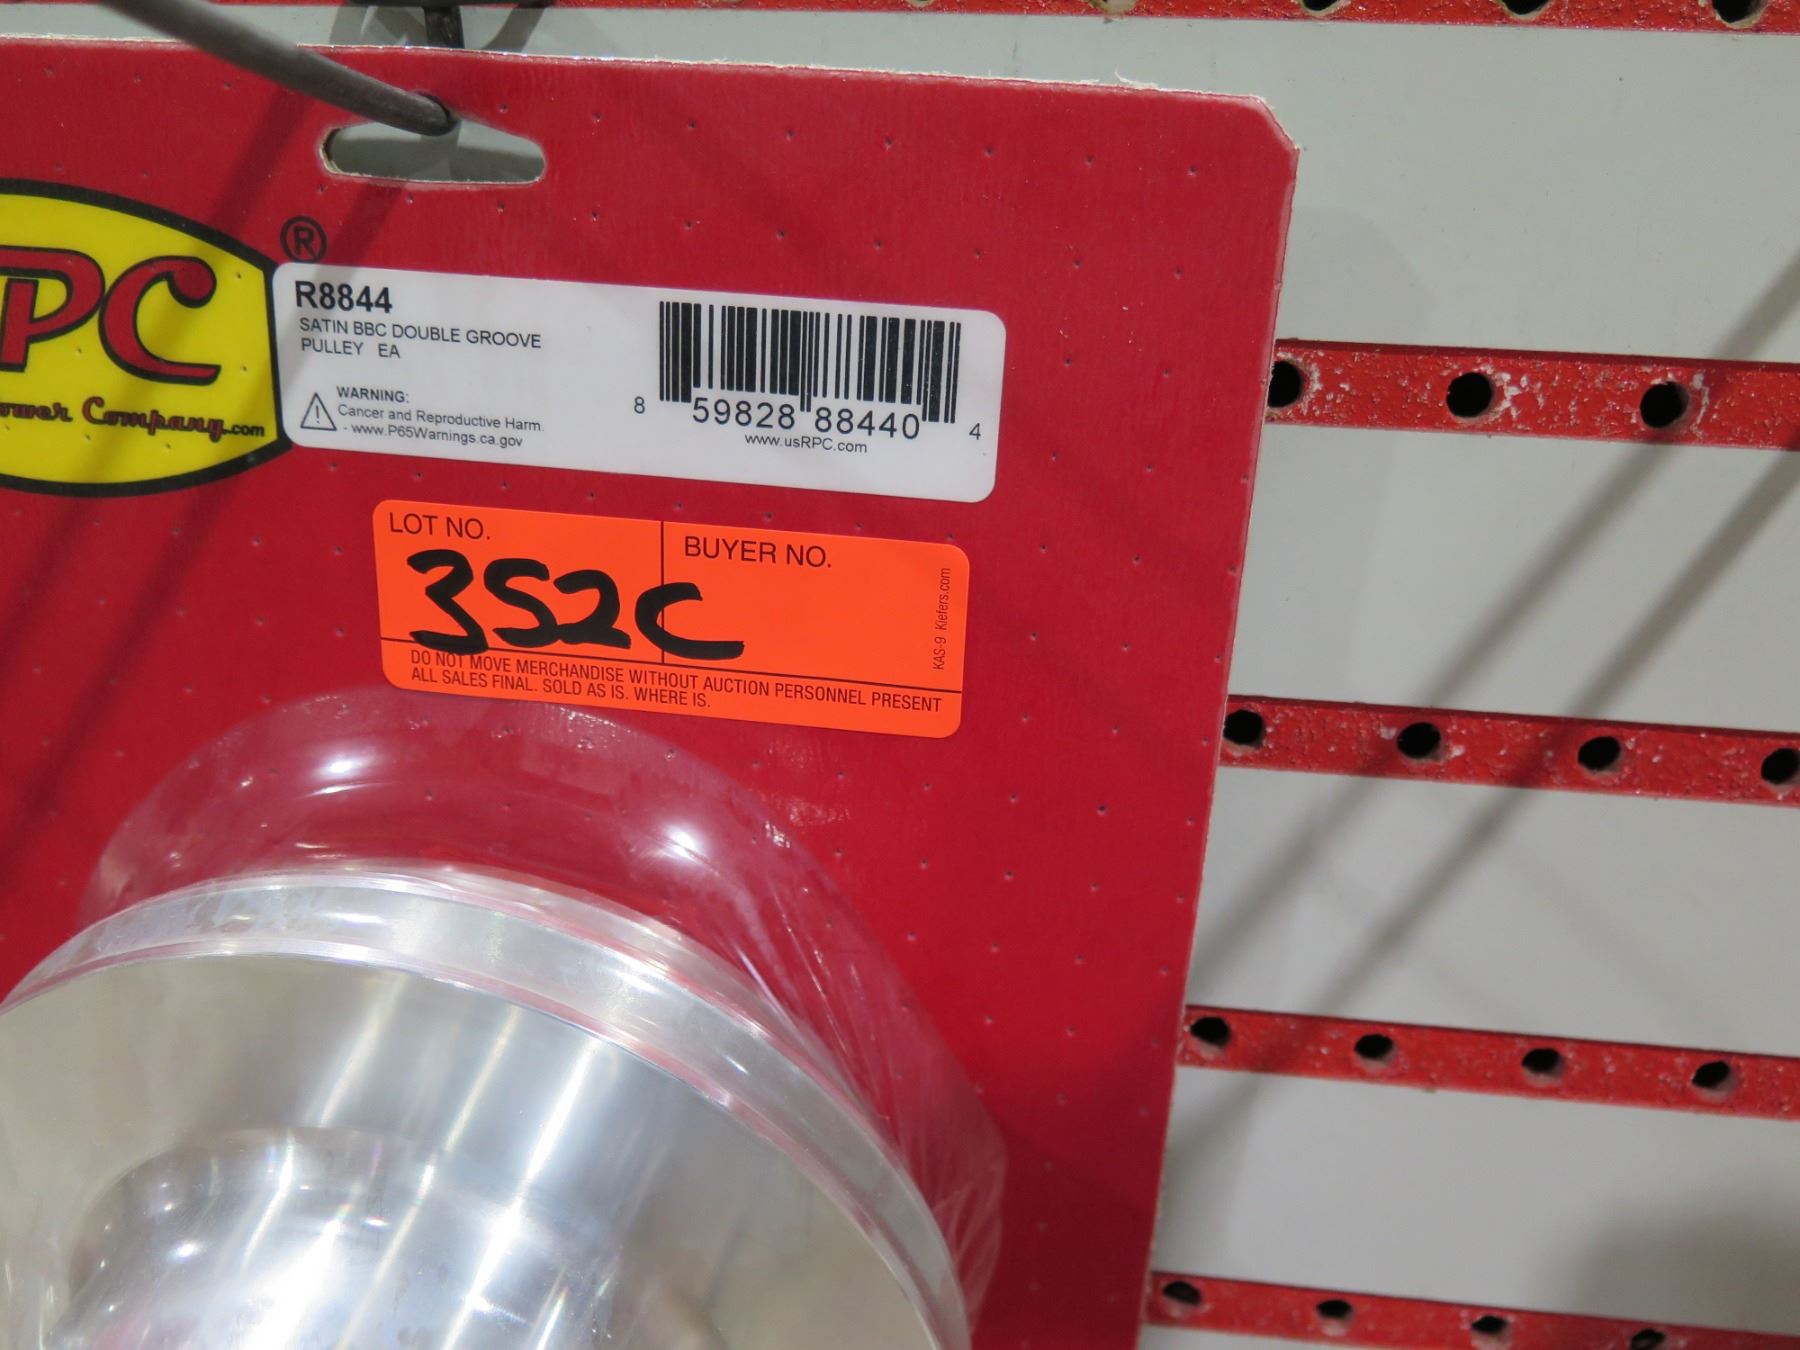 PC
®
ower Company.com
R8844
SATIN BBC DOUBLE GROOVE
PULLEY EA
WARNING:
Cancer and Reproductive Harm.
- www.P65Warnings.ca.gov
8 59828 88440 4
www.usRPC.com
LOT NO.
352C
BUYER NO.
KAS-9 Kiefers.com
DO NOT MOVE MERCHANDISE WITHOUT AUCTION PERSONNEL PRESENT
ALL SALES FINAL. SOLD AS IS. WHERE IS.